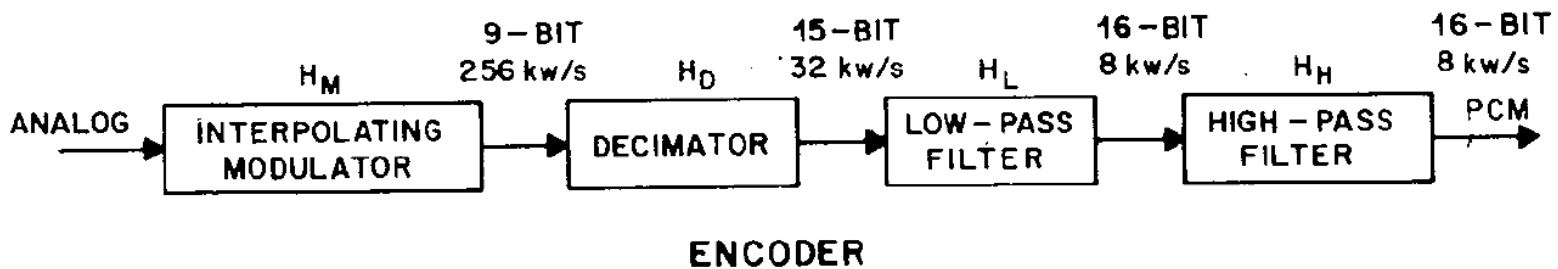 9-BIT
256 kw/s
15-BIT
32 kw/s
16-BIT
8 kw/s
16-BIT
8 kw/s
H_M
H_D
H_L
H_H
ANALOG
INTERPOLATING
MODULATOR
DECIMATOR
LOW-PASS
FILTER
HIGH-PASS
FILTER
PCM
ENCODER